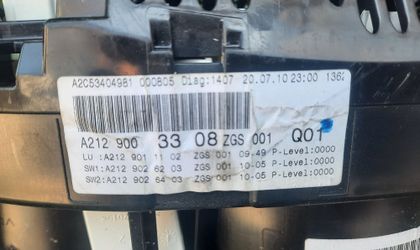 A2C53404981 000805 Diag:1407 20.07.10 23:00 1362
A212 900 33 08 ZGS 001 Q01
LU :A212 901 11 02 ZGS 001 09-49 P-Level:0000
SW1:A212 902 62 03 ZGS 001 10-05 P-Level:0000
SW2:A212 902 64 03 ZGS 001 10-05 P-Level:0000